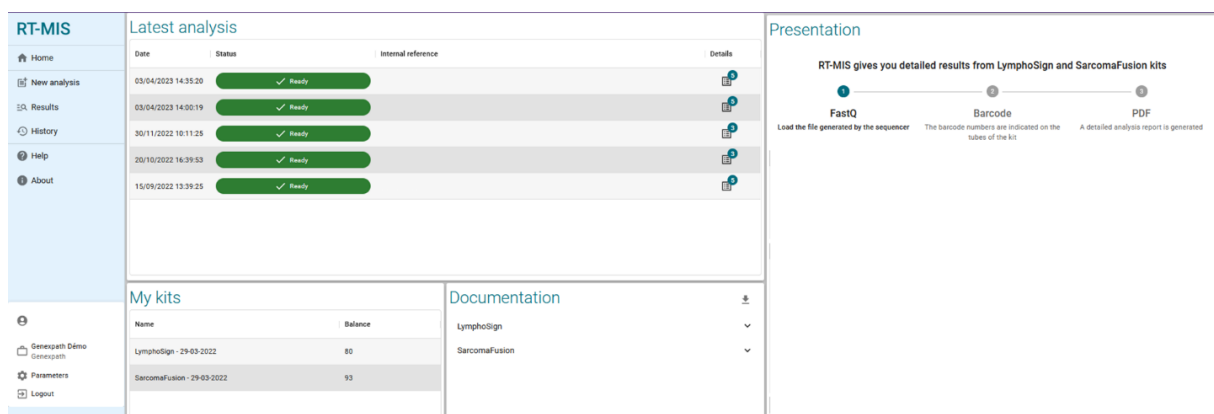 RT-MIS
Home
New analysis
Results
History
Help
About
Genexpath Dėmo
Genexpath
Parameters
Logout
Latest analysis
Date Status Internal reference Details
03/04/2023 14:35:20 Ready 5
03/04/2023 14:00:19 Ready 5
30/11/2022 10:11:25 Ready 3
20/10/2022 16:39:53 Ready 3
15/09/2022 13:39:25 Ready 5
My kits
Name Balance
LymphoSign - 29-03-2022 80
SarcomaFusion - 29-03-2022 93
Documentation
LymphoSign
SarcomaFusion
Presentation
RT-MIS gives you detailed results from LymphoSign and SarcomaFusion kits
1 2 3
FastQ Barcode PDF
Load the file generated by the sequencer The barcode numbers are indicated on the A detailed analysis report is generated
tubes of the kit